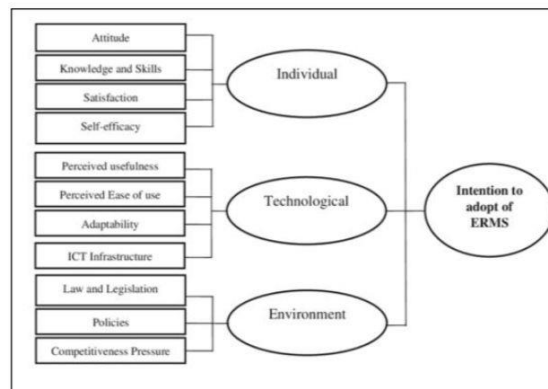 Attitude
Knowledge and Skills
Satisfaction
Self-efficacy
Individual
Perceived usefulness
Perceived Ease of use
Adaptability
ICT Infrastructure
Technological
Law and Legislation
Policies
Competitiveness Pressure
Environment
Intention to
adopt of
ERMS